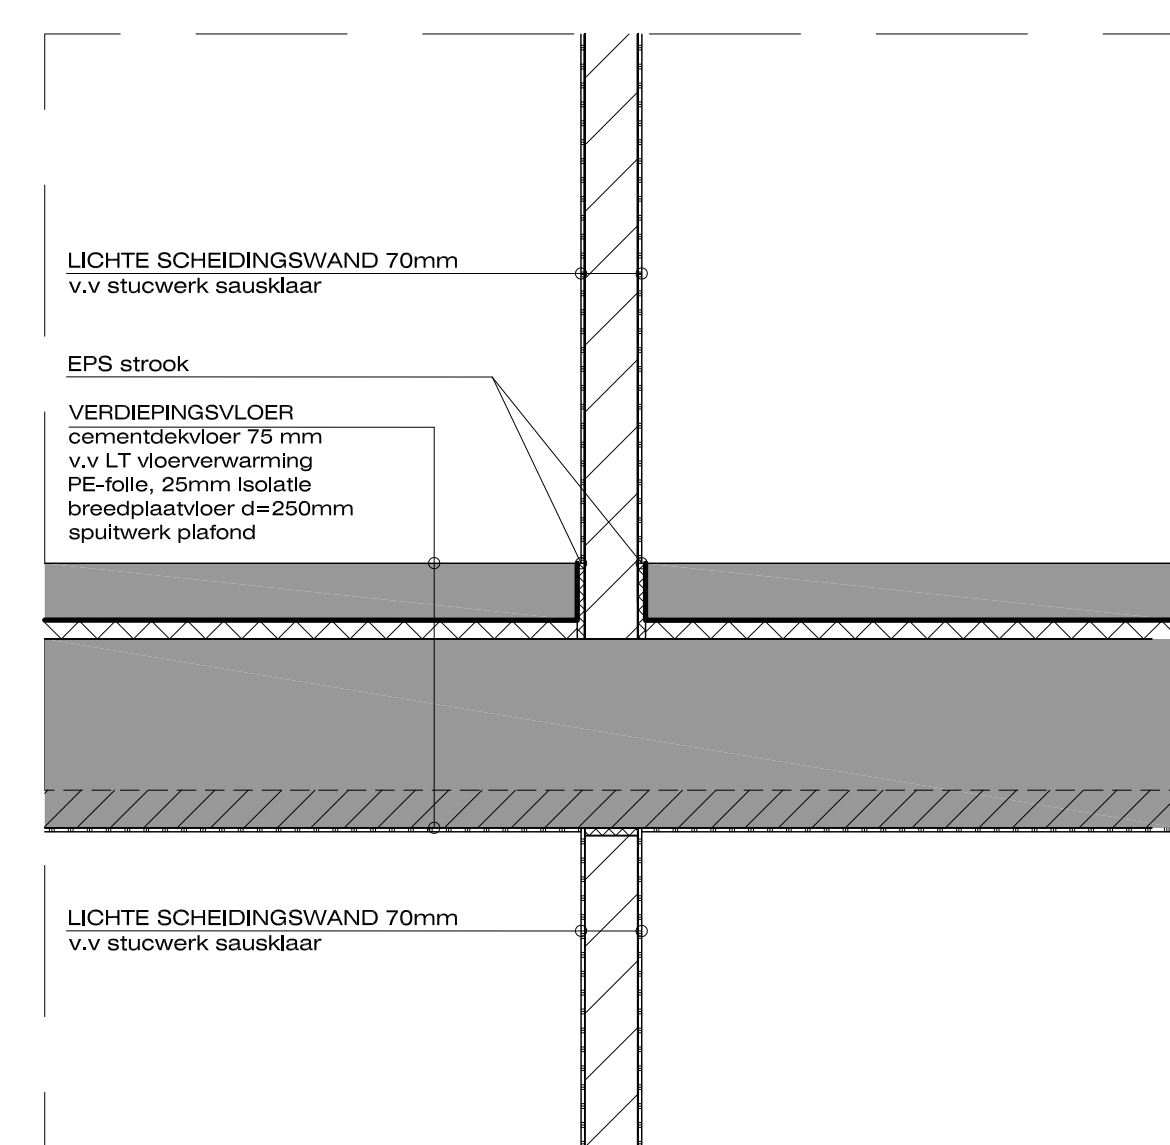 LICHTE SCHEIDINGSWAND 70mm
v.v stucwerk sausklaar
EPS strook
VERDIEPINGSVLOER
cementdekvloer 75 mm
v.v LT vloerverwarming
PE-folie, 25mm Isolatie
breedplaatvloer d=250mm
spuitwerk plafond
LICHTE SCHEIDINGSWAND 70mm
v.v stucwerk sausklaar